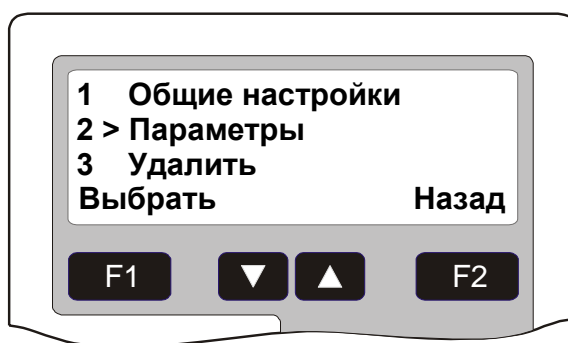 1 Общие настройки
2 > Параметры
3 Удалить
Выбрать Назад
F1 ▼ ▲ F2